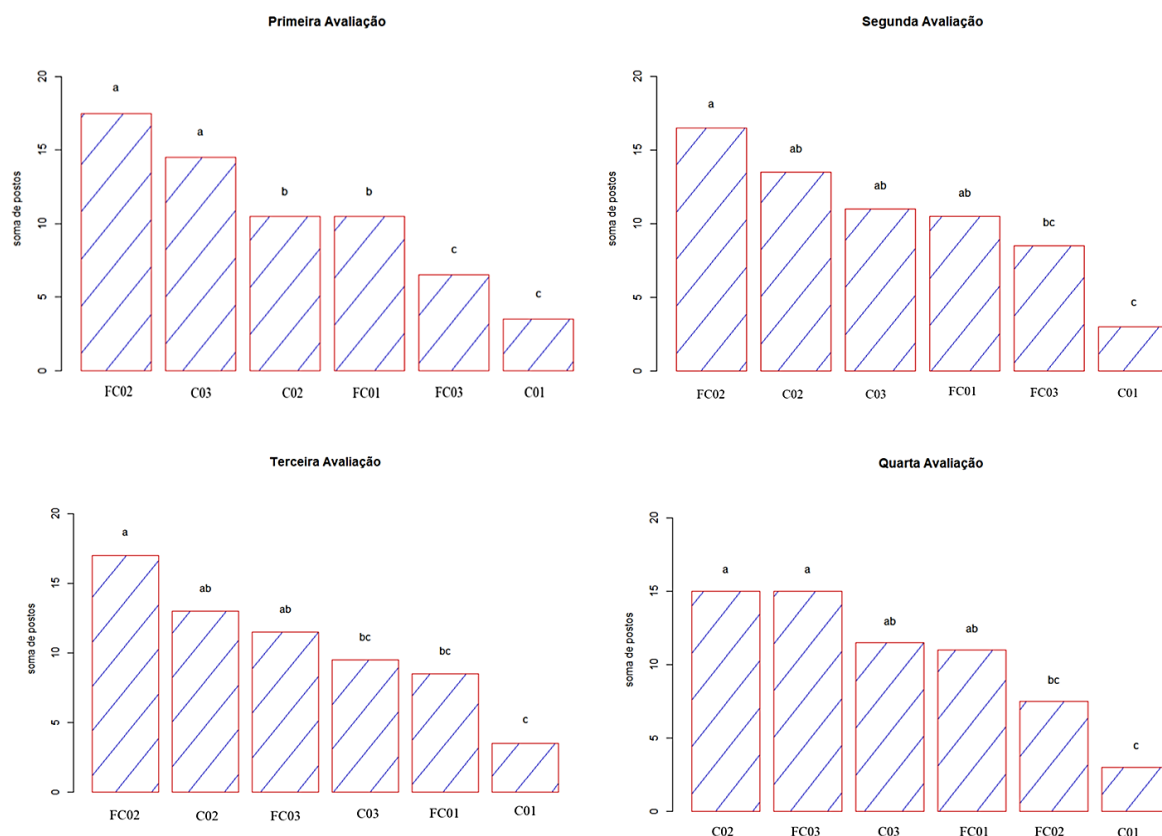 Primeira Avaliação
soma de postos
20
15
10
5
0
a
a
b
b
c
c
FC02 C03 C02 FC01 FC03 C01
Segunda Avaliação
soma de postos
20
15
10
5
0
a
ab
ab
ab
bc
c
FC02 C02 C03 FC01 FC03 C01
Terceira Avaliação
soma de postos
20
15
10
5
0
a
ab
ab
bc
bc
c
FC02 C02 FC03 C03 FC01 C01
Quarta Avaliação
soma de postos
20
15
10
5
0
a
a
ab
ab
bc
c
C02 FC03 C03 FC01 FC02 C01